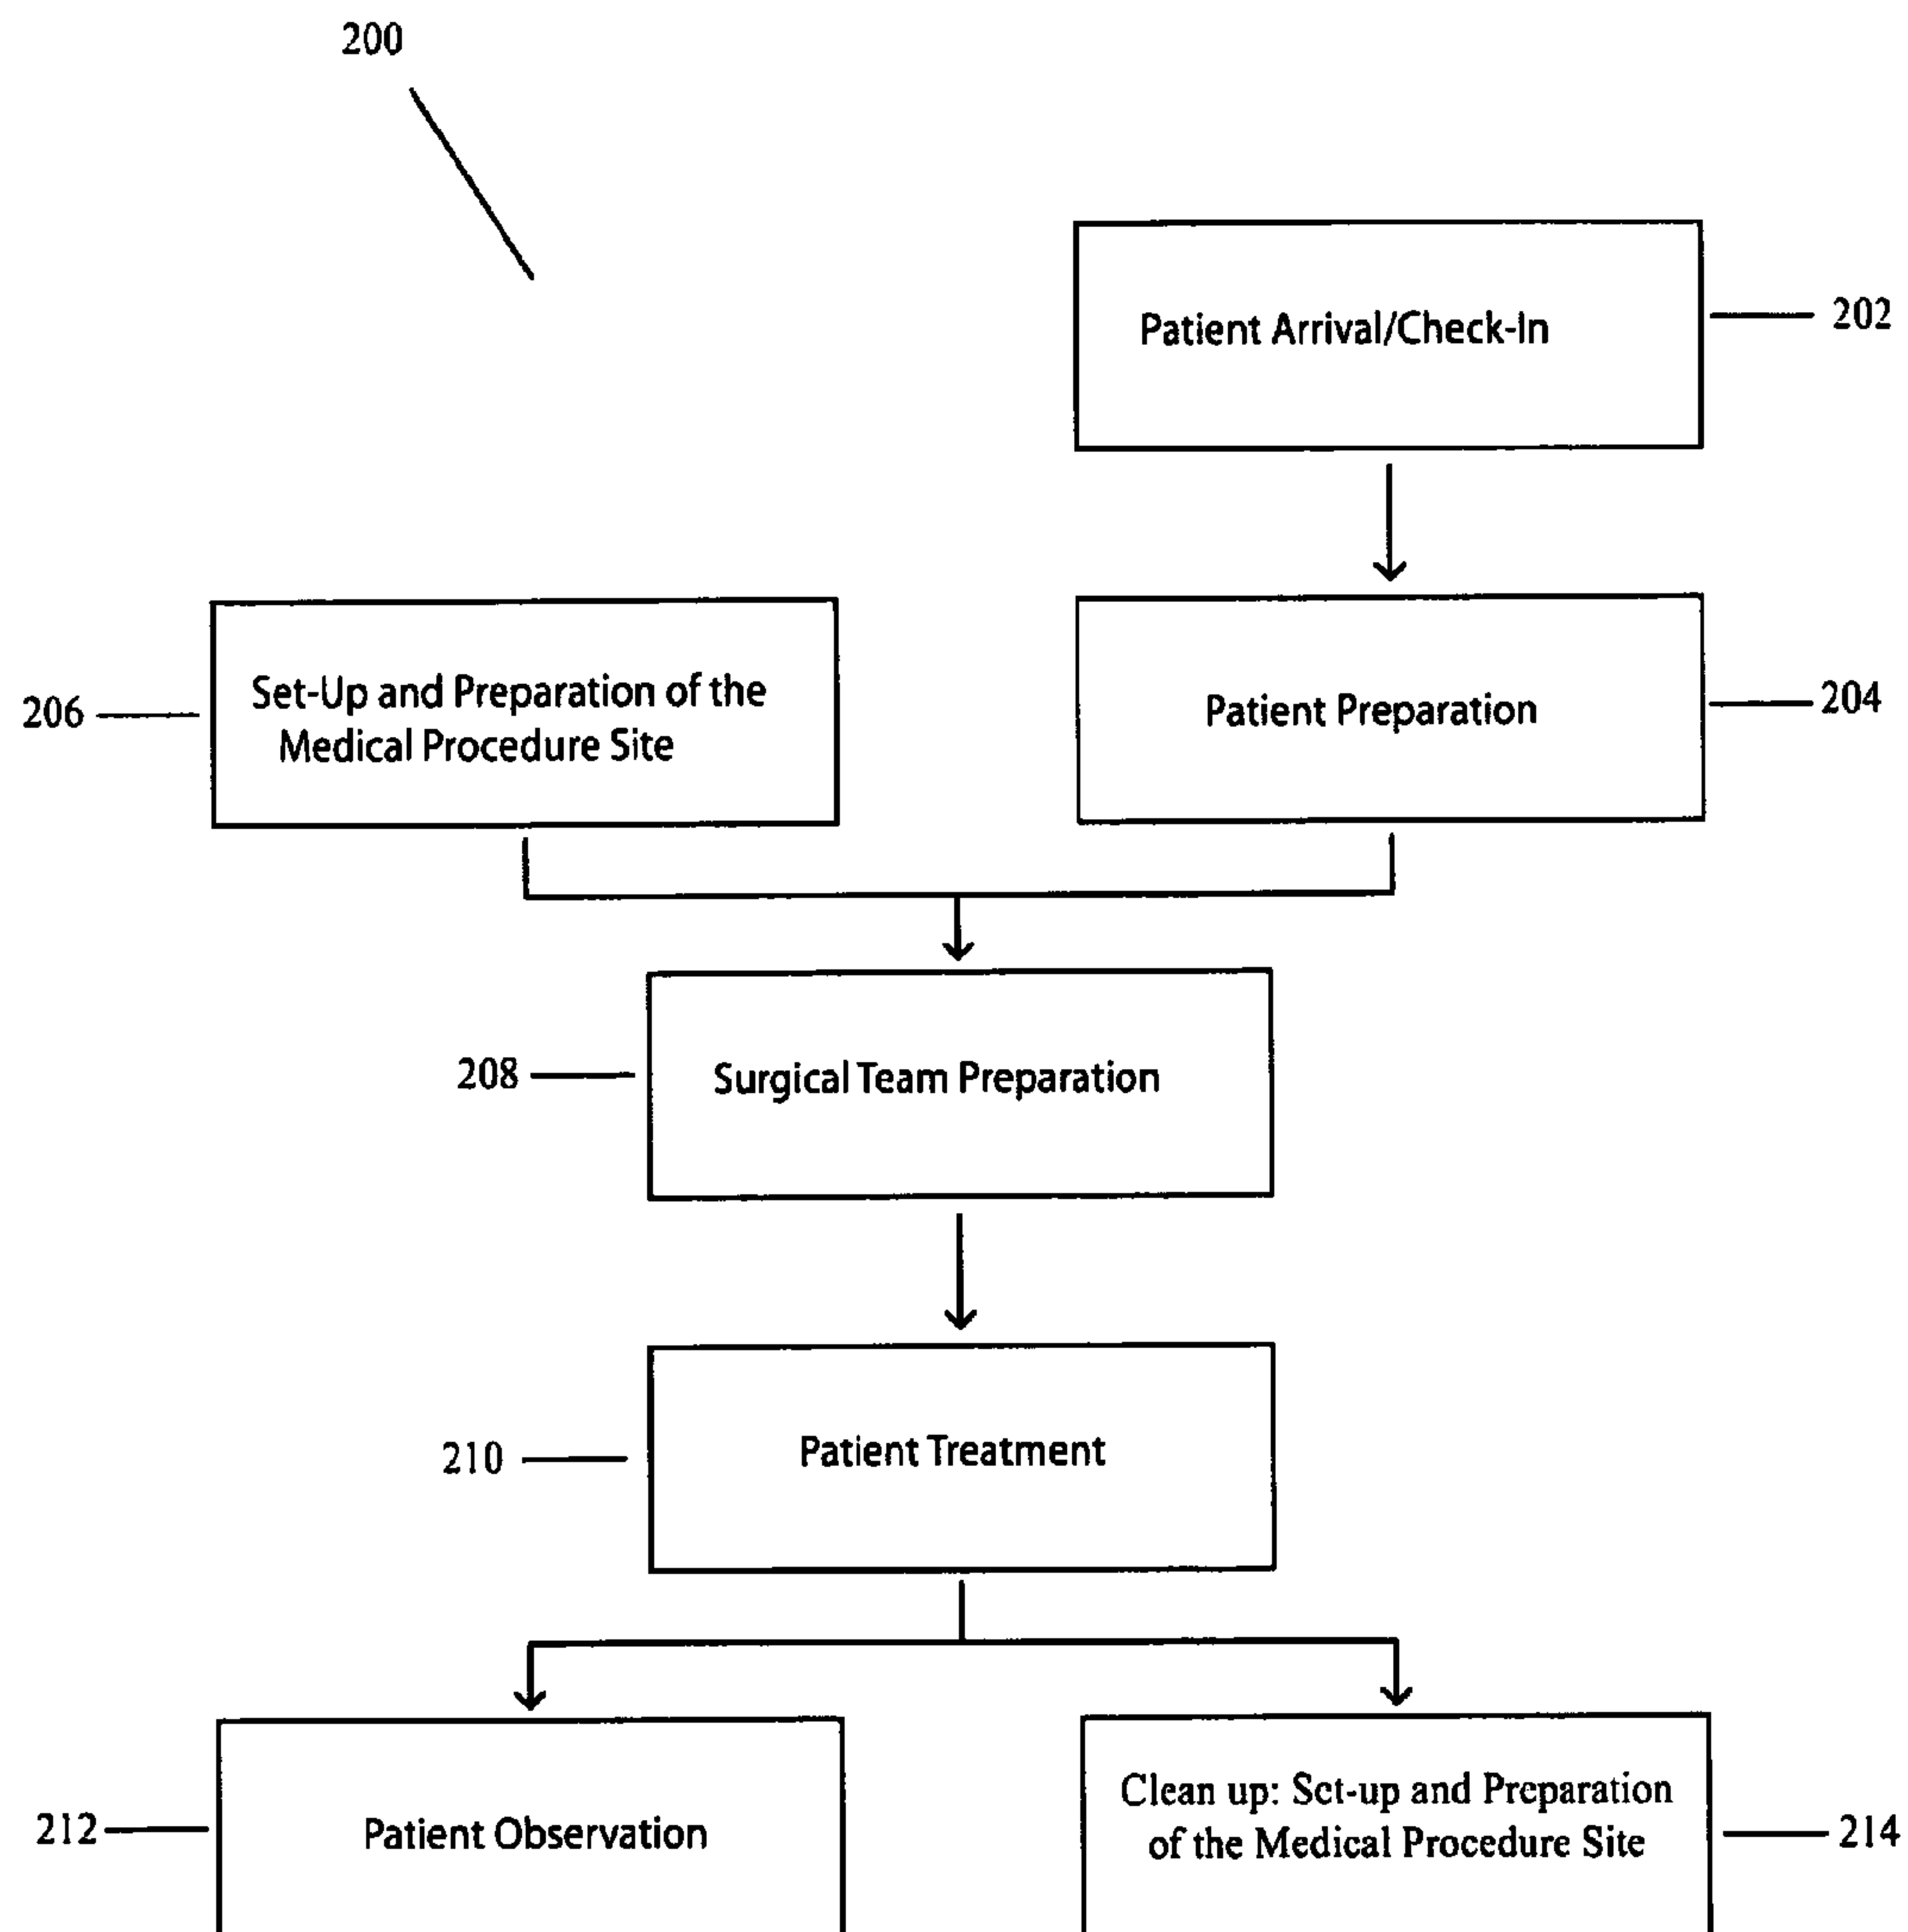 200
Patient Arrival/Check-In
202
206
Set-Up and Preparation of the
Medical Procedure Site
Patient Preparation
204
208
Surgical Team Preparation
210
Patient Treatment
212
Patient Observation
Clean up: Set-up and Preparation
of the Medical Procedure Site
214